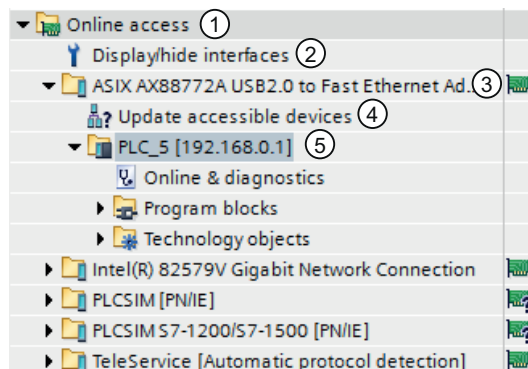 Online access 1
Display/hide interfaces 2
ASIX AX88772A USB2.0 to Fast Ethernet Ad... 3
Update accessible devices 4
PLC_5 [192.168.0.1] 5
Online & diagnostics
Program blocks
Technology objects
Intel(R) 82579V Gigabit Network Connection
PLCSIM [PN/IE]
PLCSIM S7-1200/S7-1500 [PN/IE]
TeleService [Automatic protocol detection]